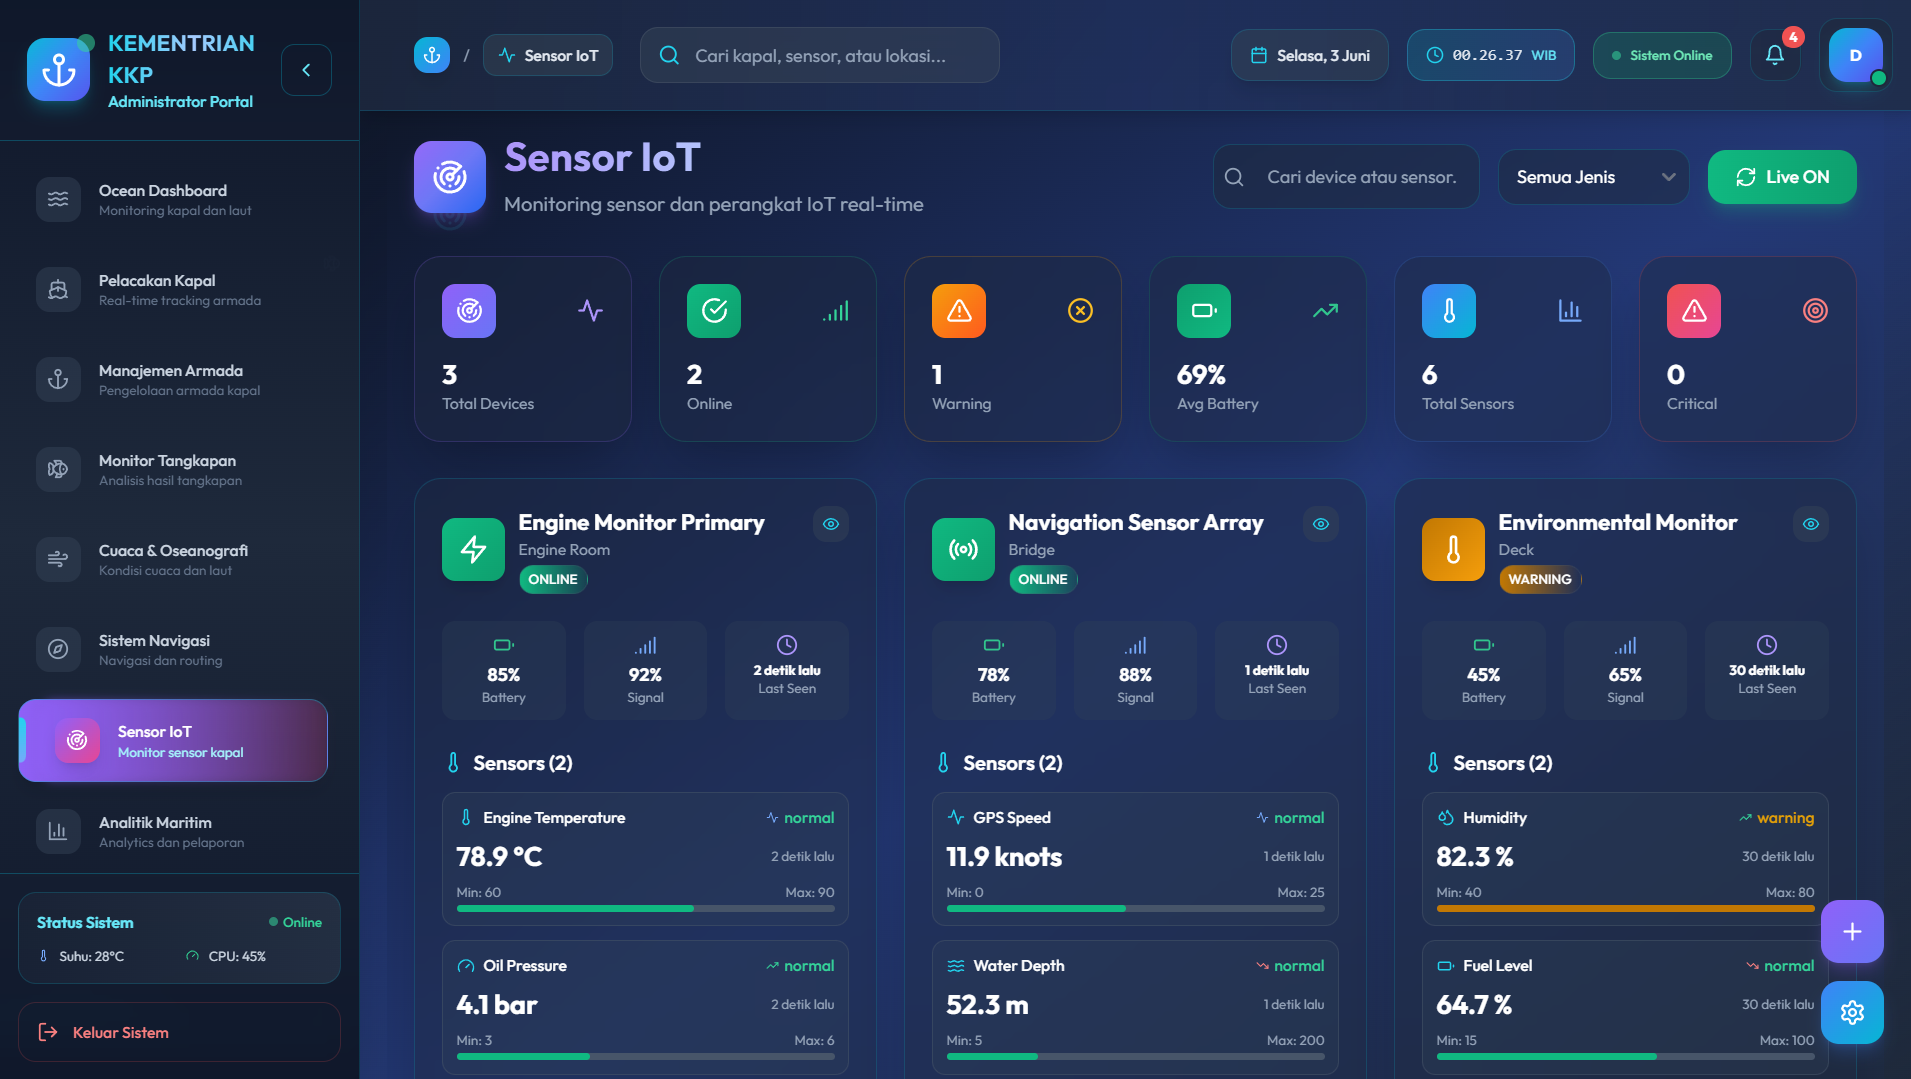 KEMENTRIAN
KKP
Administrator Portal
Ocean Dashboard
Monitoring kapal dan laut
Pelacakan Kapal
Real-time tracking armada
Manajemen Armada
Pengelolaan armada kapal
Monitor Tangkapan
Analisis hasil tangkapan
Cuaca & Oseanografi
Kondisi cuaca dan laut
Sistem Navigasi
Navigasi dan routing
Sensor IoT
Monitor sensor kapal
Analitik Maritim
Analytics dan pelaporan
Status Sistem
Online
Suhu: 28°C
CPU: 45%
Keluar Sistem
/
Sensor IoT
Cari kapal, sensor, atau lokasi...
Selasa, 3 Juni
00.26.37 WIB
Sistem Online
4
D
Sensor IoT
Monitoring sensor dan perangkat IoT real-time
Cari device atau sensor.
Semua Jenis
Live ON
3
Total Devices
2
Online
1
Warning
69%
Avg Battery
6
Total Sensors
0
Critical
Engine Monitor Primary
Engine Room
ONLINE
85%
Battery
92%
Signal
2 detik lalu
Last Seen
Sensors (2)
Engine Temperature
normal
78.9 °C
2 detik lalu
Min: 60
Max: 90
Oil Pressure
normal
4.1 bar
2 detik lalu
Min: 3
Max: 6
Navigation Sensor Array
Bridge
ONLINE
78%
Battery
88%
Signal
1 detik lalu
Last Seen
Sensors (2)
GPS Speed
normal
11.9 knots
1 detik lalu
Min: 0
Max: 25
Water Depth
normal
52.3 m
1 detik lalu
Min: 5
Max: 200
Environmental Monitor
Deck
WARNING
45%
Battery
65%
Signal
30 detik lalu
Last Seen
Sensors (2)
Humidity
warning
82.3 %
30 detik lalu
Min: 40
Max: 80
Fuel Level
normal
64.7 %
30 detik lalu
Min: 15
Max: 100